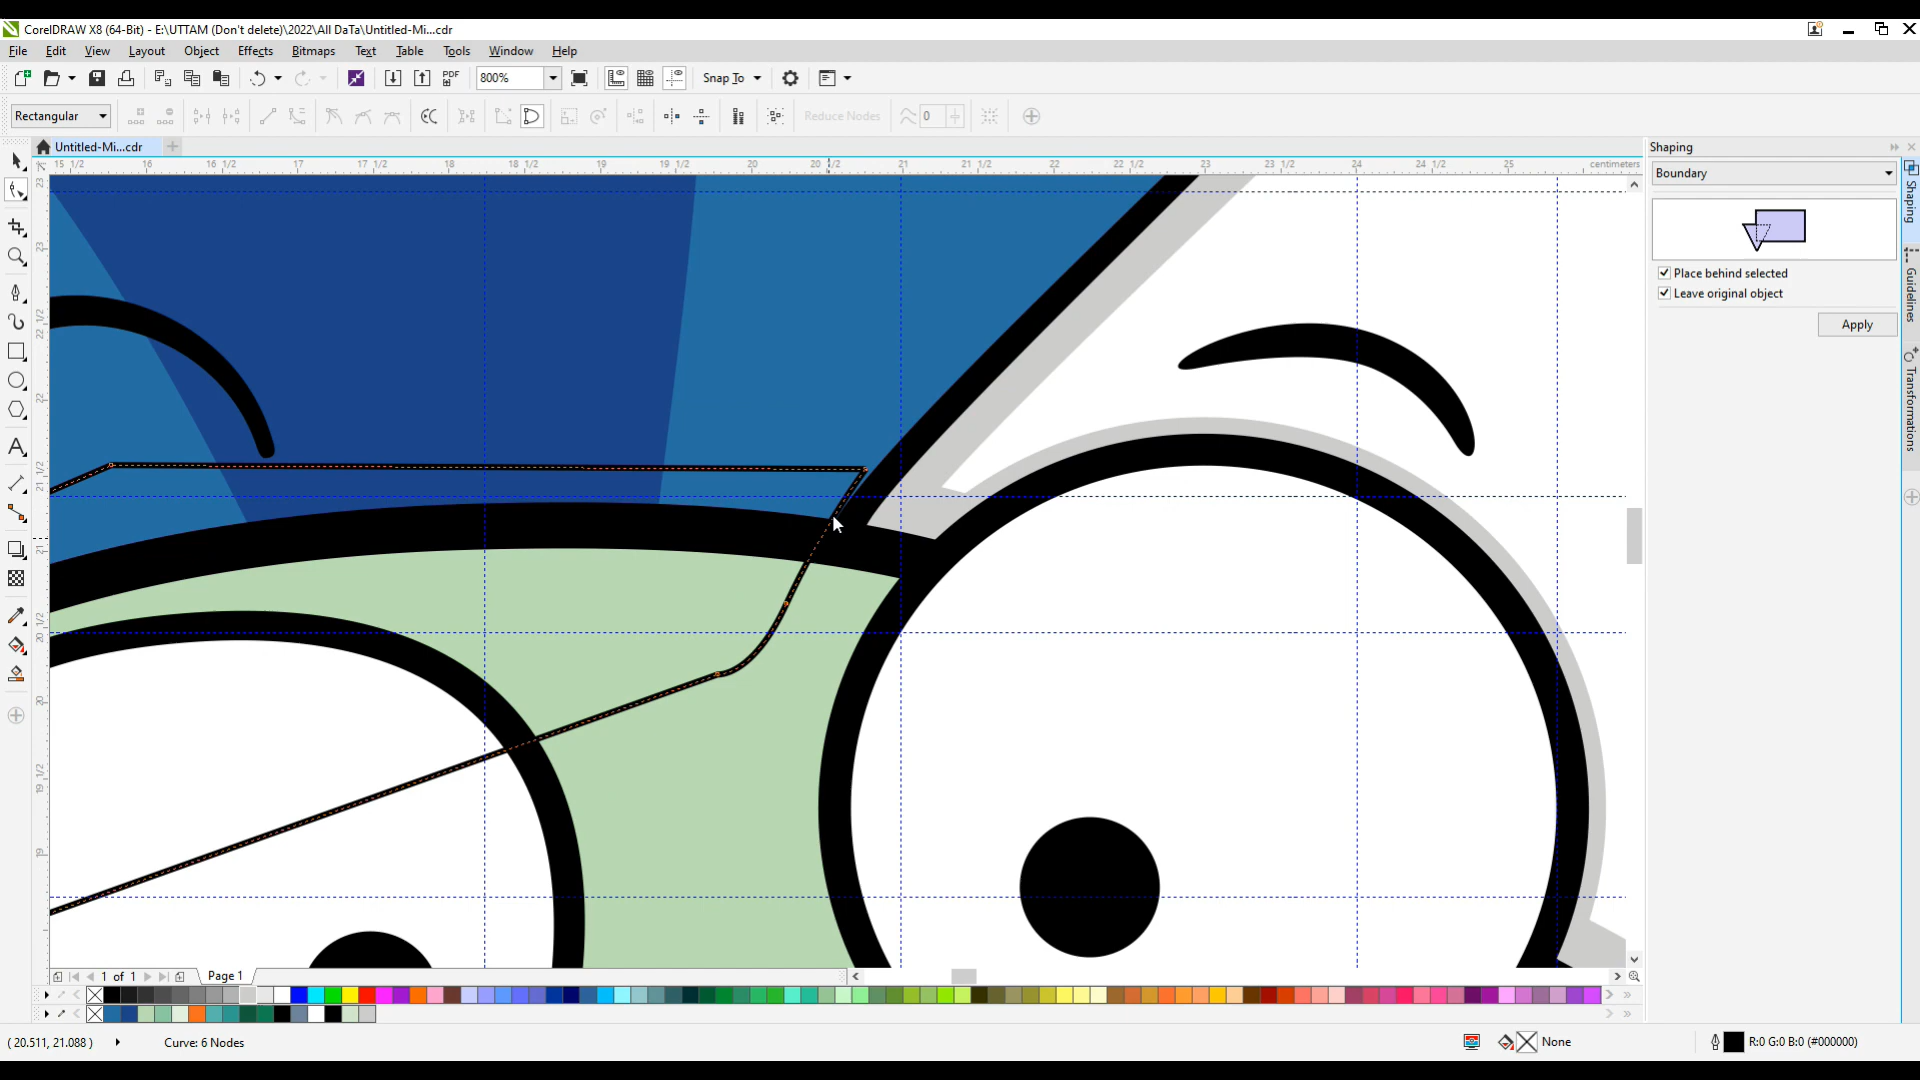 CorelDRAW X8 (64-Bit) - E:\UTTAM (Don't delete)\2022\All DaTa\Untitled-Mi...cdr
File Edit View Layout Object Effects Bitmaps Text Table Tools Window Help
PDF 800% Snap To
Rectangular Reduce Nodes 0
Untitled-Mi...cdr
15 1/2 16 16 1/2 17 17 1/2 18 18 1/2 19 19 1/2 20 20 1/2 21 21 1/2 22 22 1/2 23 23 1/2 24 24 1/2 25 centimeters
Shaping
Boundary
Place behind selected
Leave original object
Apply
Shaping
Guidelines
Transformations
1 of 1 Page 1
( 20.511, 21.088 ) Curve: 6 Nodes None R:0 G:0 B:0 (#000000)